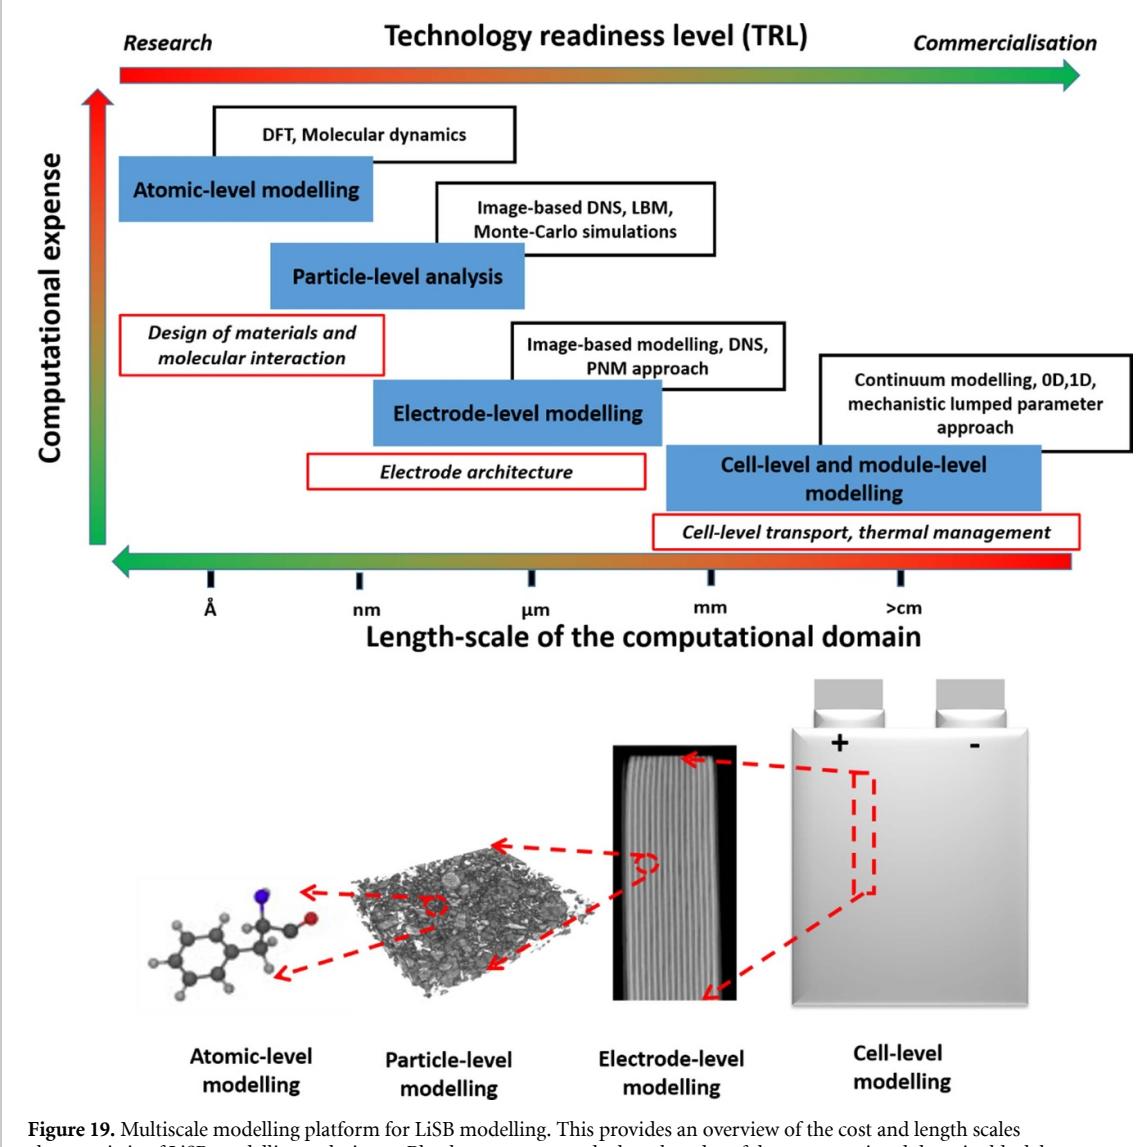 Technology readiness level (TRL)
Research
Commercialisation
Computational expense
DFT, Molecular dynamics
Atomic-level modelling
Image-based DNS, LBM,
Monte-Carlo simulations
Particle-level analysis
Design of materials and
molecular interaction
Image-based modelling, DNS,
PNM approach
Electrode-level modelling
Continuum modelling, 0D,1D,
mechanistic lumped parameter
approach
Electrode architecture
Cell-level and module-level
modelling
Cell-level transport, thermal management
Å
nm
µm
mm
>cm
Length-scale of the computational domain
+
-
Atomic-level
modelling
Particle-level
modelling
Electrode-level
modelling
Cell-level
modelling
Figure 19. Multiscale modelling platform for LiSB modelling. This provides an overview of the cost and length scales